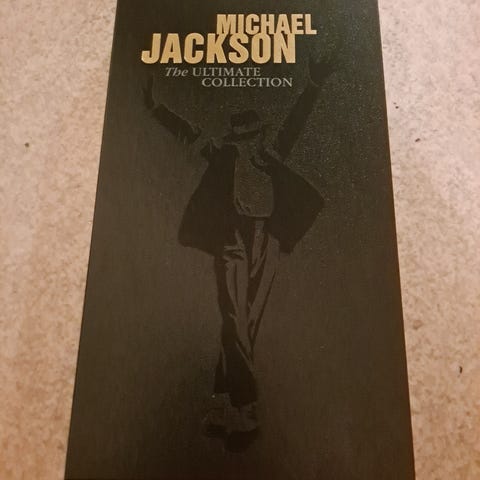 MICHAEL
JACKSON
The ULTIMATE
COLLECTION